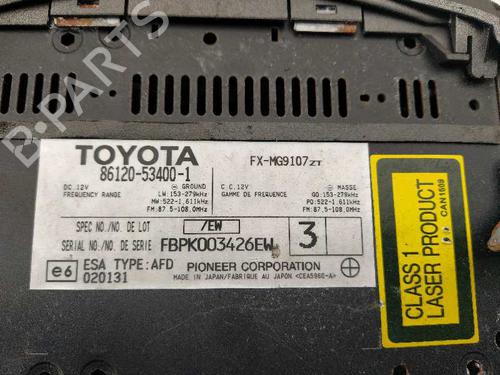 B-PARTS
TOYOTA
86120-53400-1
FX-MG9107ZT
DC.12V ⊖ GROUND
C.C.12V ⊖ MASSE
FREQUENCY RANGE LW:153-279kHz
GAMME DE FREQUENCE GO:153-279kHz
MW:522-1,611kHz
PO:522-1,611kHz
FM:87.5-108.0MHz
FM:87.5-108.0MHz
SPEC NO./NO. DE LOT /EW
SERIAL NO./NO. DE SERIE FBPK003426EW 3
e6 ESA TYPE:AFD
020131
PIONEER CORPORATION
MADE IN JAPAN/FABRIQUE AU JAPON <CEA5960-A>
CLASS 1
LASER PRODUCT
CAN1609